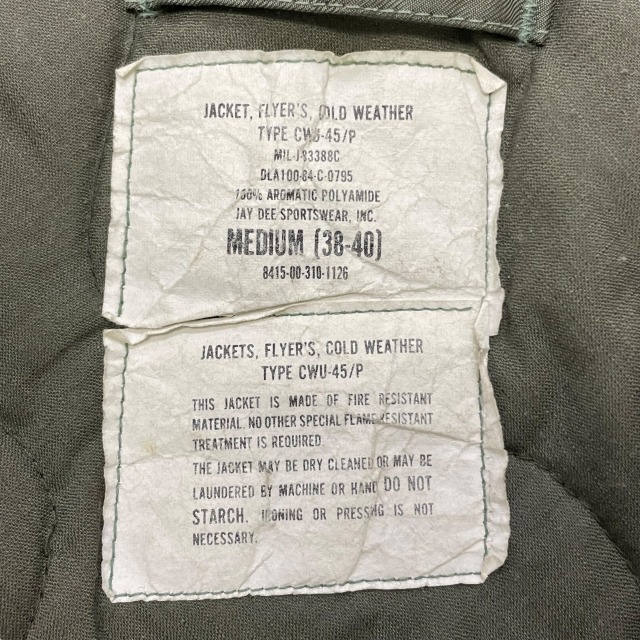 JACKET, FLYER'S, COLD WEATHER
TYPE CWU-45/P
MIL-J-83388C
DLA100-84-C-0795
100% AROMATIC POLYAMIDE
JAY DEE SPORTSWEAR, INC.
MEDIUM (38-40)
8415-00-310-1126
JACKETS, FLYER'S, COLD WEATHER
TYPE CWU-45/P
THIS JACKET IS MADE OF FIRE RESISTANT
MATERIAL. NO OTHER SPECIAL FLAME RESISTANT
TREATMENT IS REQUIRED.
THE JACKET MAY BE DRY CLEANED OR MAY BE
LAUNDERED BY MACHINE OR HAND DO NOT
STARCH. IRONING OR PRESSING IS NOT
NECESSARY.